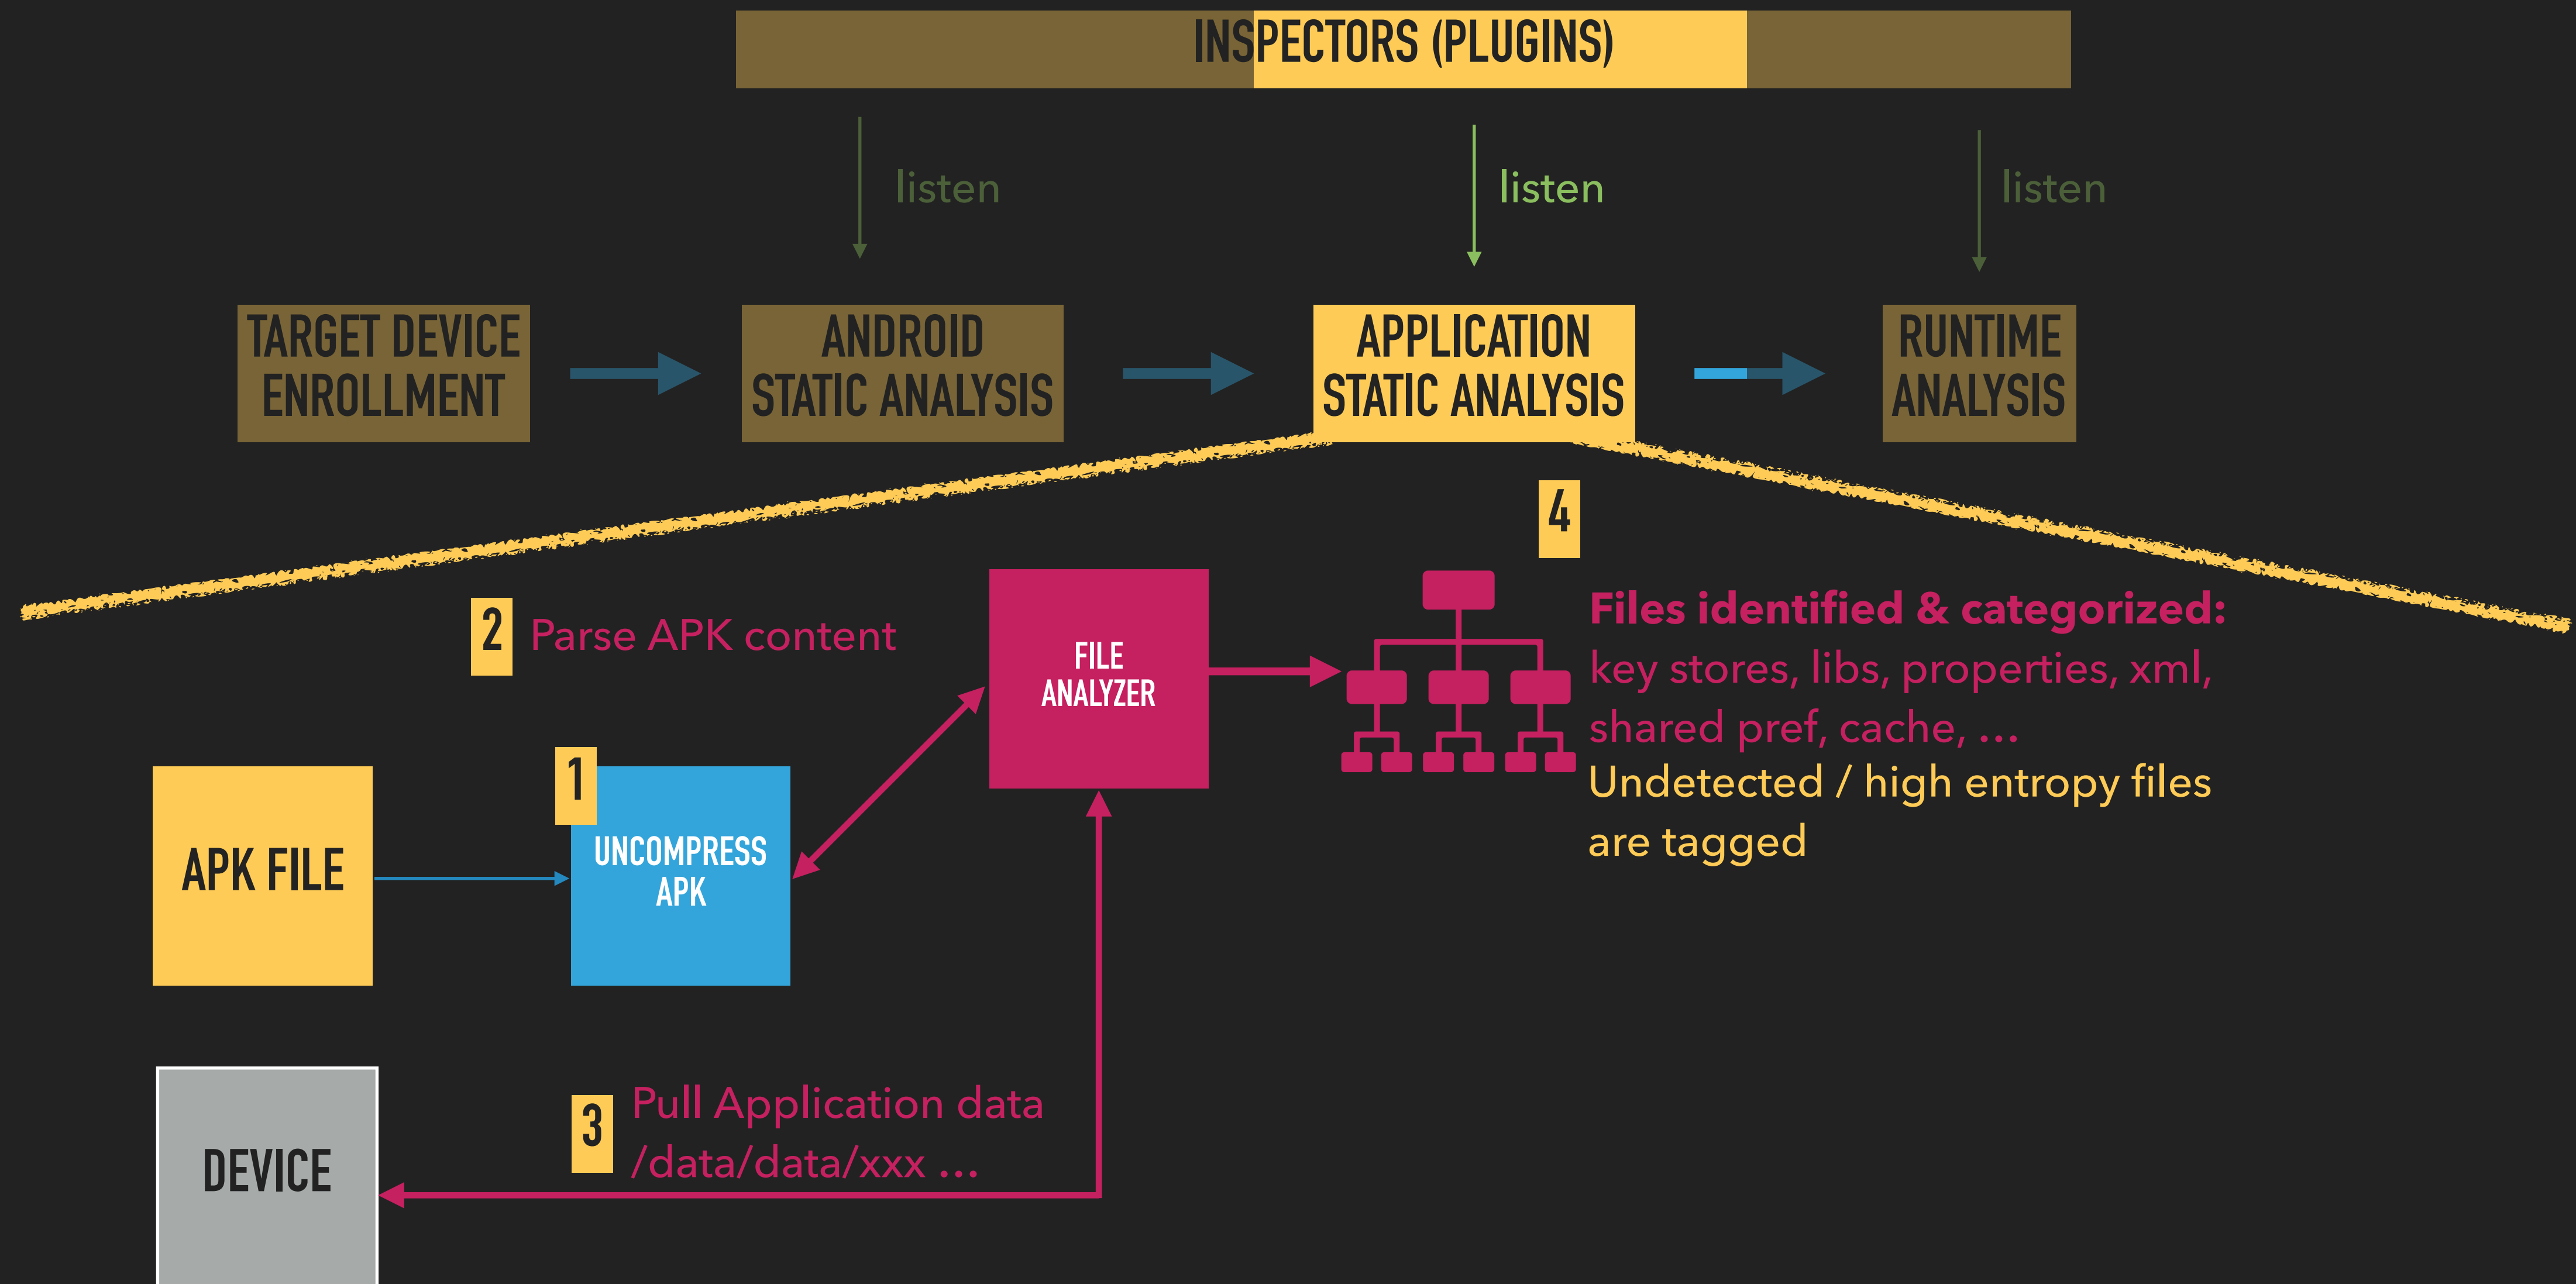 INSPECTORS (PLUGINS)
listen
listen
listen
TARGET DEVICE
ENROLLMENT
ANDROID
STATIC ANALYSIS
APPLICATION
STATIC ANALYSIS
RUNTIME
ANALYSIS
4
2
Parse APK content
FILE
ANALYZER
Files identified & categorized:
key stores, libs, properties, xml,
shared pref, cache, …
Undetected / high entropy files
are tagged
1
APK FILE
UNCOMPRESS
APK
3
Pull Application data
/data/data/xxx …
DEVICE